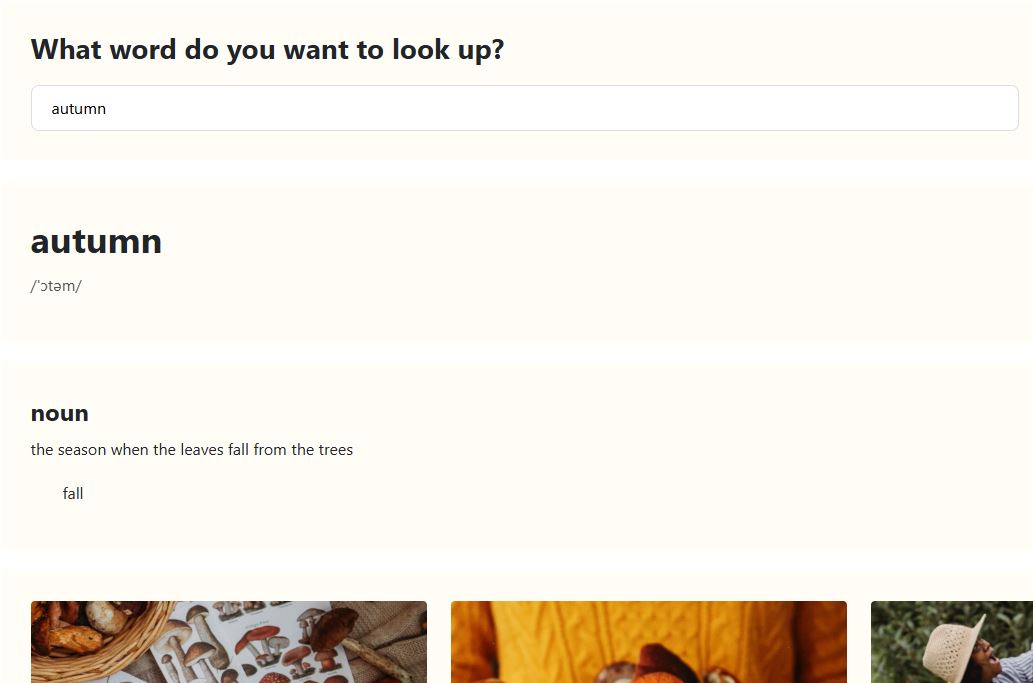 What word do you want to look up?
autumn
autumn
/'ɔtəm/
noun
the season when the leaves fall from the trees
fall